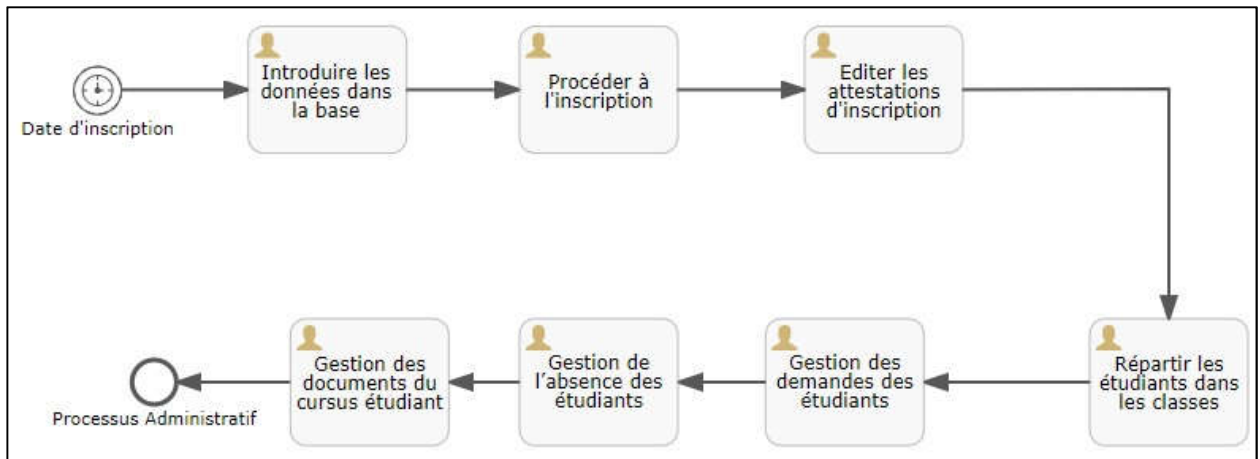 Date d'inscription
Introduire les
données dans
la base
Procéder à
l'inscription
Editer les
attestations
d'inscription
Répartir les
étudiants dans
les classes
Gestion des
demandes des
étudiants
Gestion de
l’absence des
étudiants
Gestion des
documents du
cursus étudiant
Processus Administratif